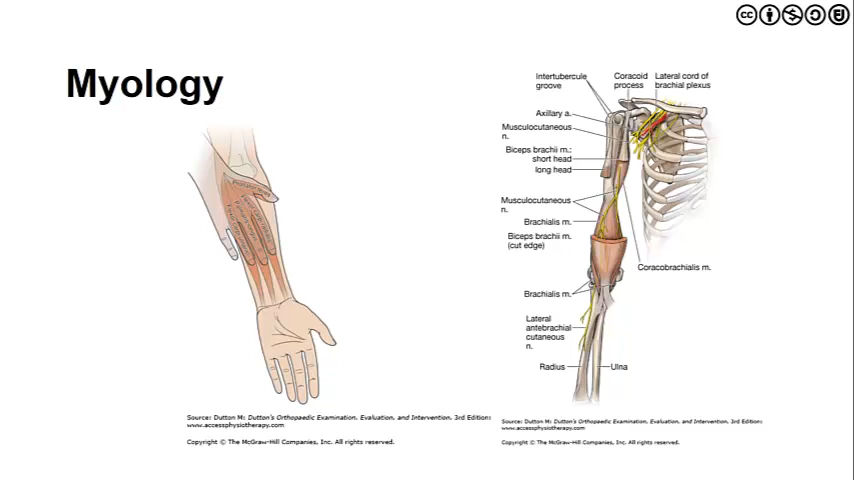 Myology
Intertubercule
groove
Coracoid
process
Lateral cord of
brachial plexus
Axillary a.
Musculocutaneous
n.
Biceps brachii m.:
short head
long head
Musculocutaneous
n.
Brachialis m.
Biceps brachii m.
(cut edge)
Coracobrachialis m.
Brachialis m.
Lateral
antebrachial
cutaneous
n.
Radius
Ulna
Source: Dutton M: Dutton's Orthopaedic Examination, Evaluation, and Intervention, 3rd Edition:
www.accessphysiotherapy.com
Copyright © The McGraw-Hill Companies, Inc. All rights reserved.
Source: Dutton M: Dutton's Orthopaedic Examination, Evaluation, and Intervention, 3rd Edition:
www.accessphysiotherapy.com
Copyright © The McGraw-Hill Companies, Inc. All rights reserved.